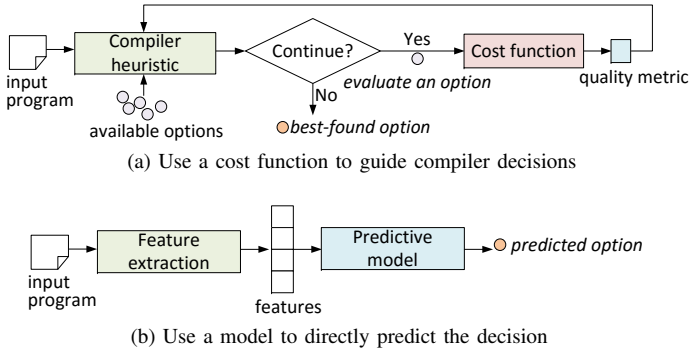 Compiler
heuristic
Continue?
Yes
Cost function
input
program
evaluate an option
quality metric
No
available options
best-found option
(a) Use a cost function to guide compiler decisions
Feature
extraction
Predictive
model
predicted option
input
program
features
(b) Use a model to directly predict the decision